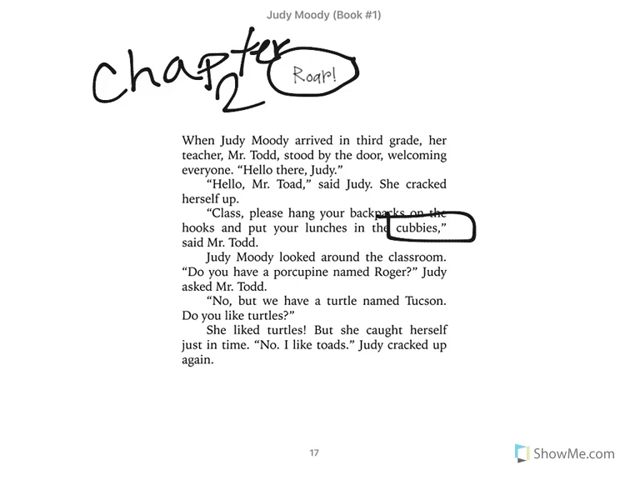 Judy Moody (Book #1)
Chapter
2
Roar!
When Judy Moody arrived in third grade, her
teacher, Mr. Todd, stood by the door, welcoming
everyone. “Hello there, Judy.”
“Hello, Mr. Toad,” said Judy. She cracked
herself up.
“Class, please hang your backpacks on the
hooks and put your lunches in the cubbies,”
said Mr. Todd.
Judy Moody looked around the classroom.
“Do you have a porcupine named Roger?” Judy
asked Mr. Todd.
“No, but we have a turtle named Tucson.
Do you like turtles?”
She liked turtles! But she caught herself
just in time. “No. I like toads.” Judy cracked up
again.
17
ShowMe.com